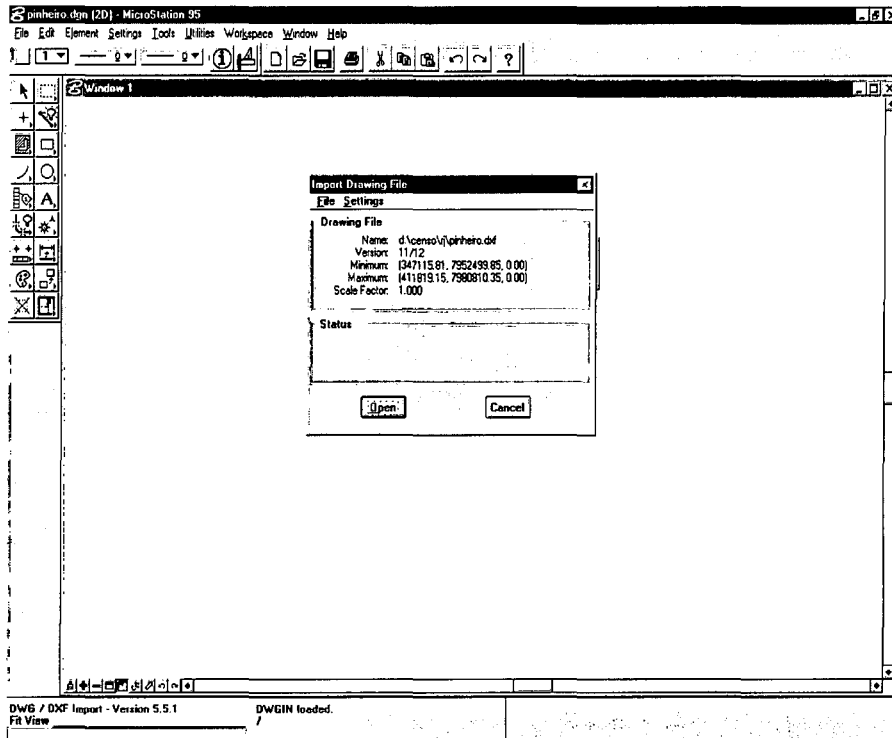 pinheiro.dgn (2D) - MicroStation 95
File Edit Element Settings Tools Utilities Workspace Window Help
1 0 0 ?
Window 1
A
Import Drawing File
File Settings
Drawing File
Name: d:\censo\rj\pinheiro.dxf
Version: 11/12
Minimum: (347115.81, 7952499.85, 0.00)
Maximum: (411819.15, 7980810.35, 0.00)
Scale Factor: 1.000
Status
Open Cancel
DWG / DXF Import - Version 5.5.1 DWGIN loaded.
Fit View /